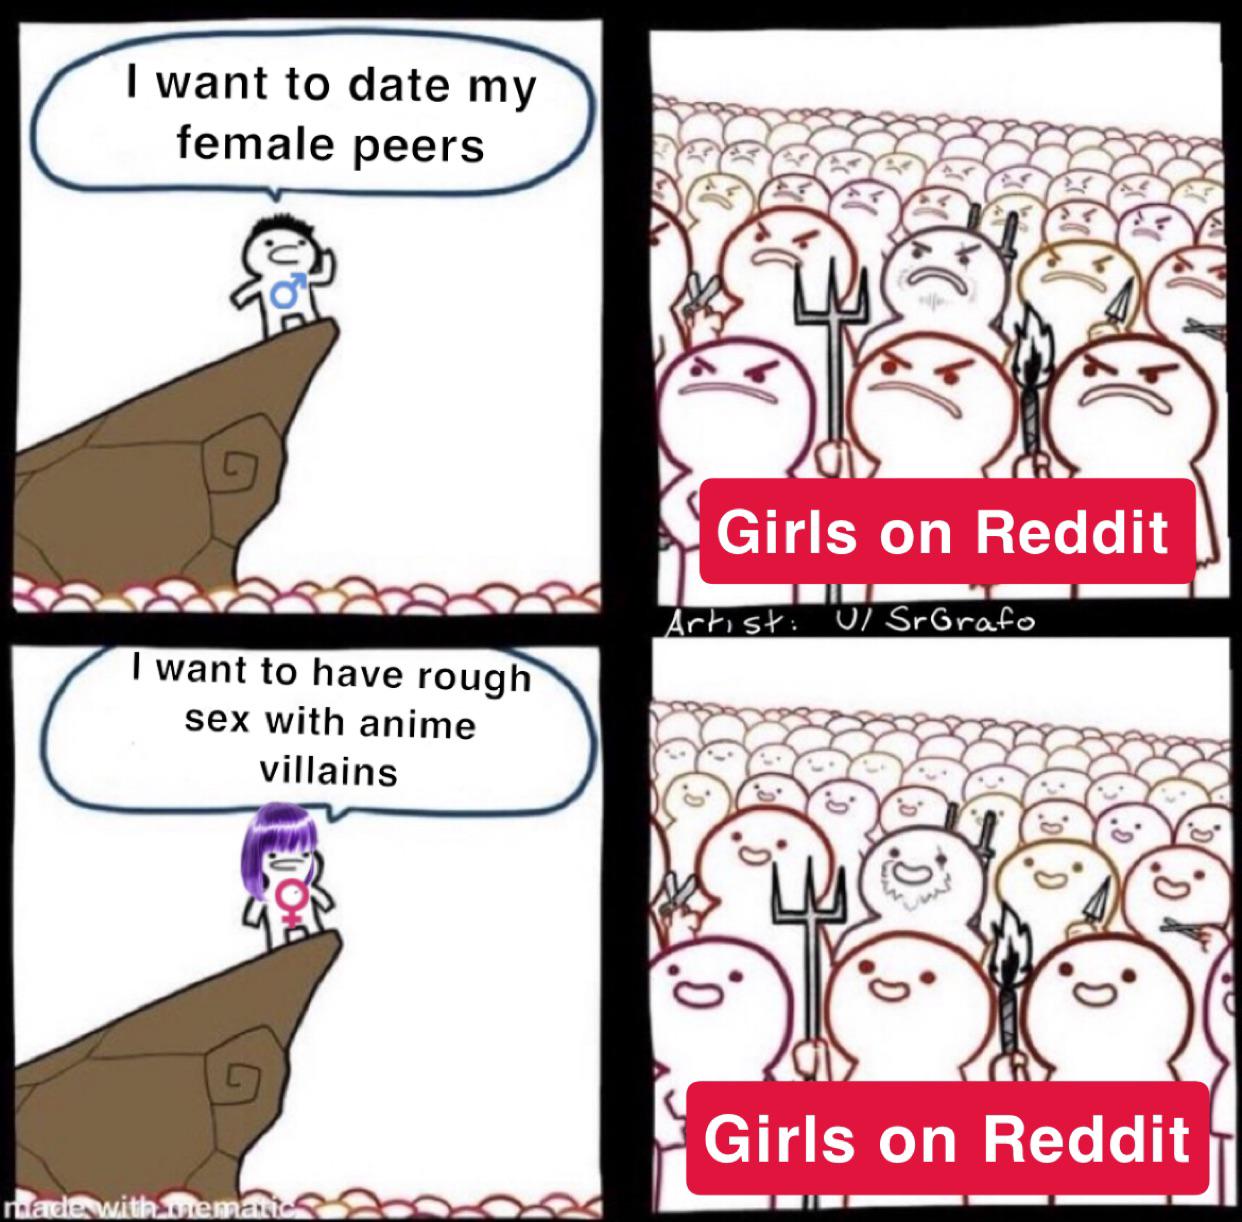 I want to date my
female peers
Girls on Reddit
Artist: U/ SrGrafo
I want to have rough
sex with anime
villains
Girls on Reddit
made with mematic